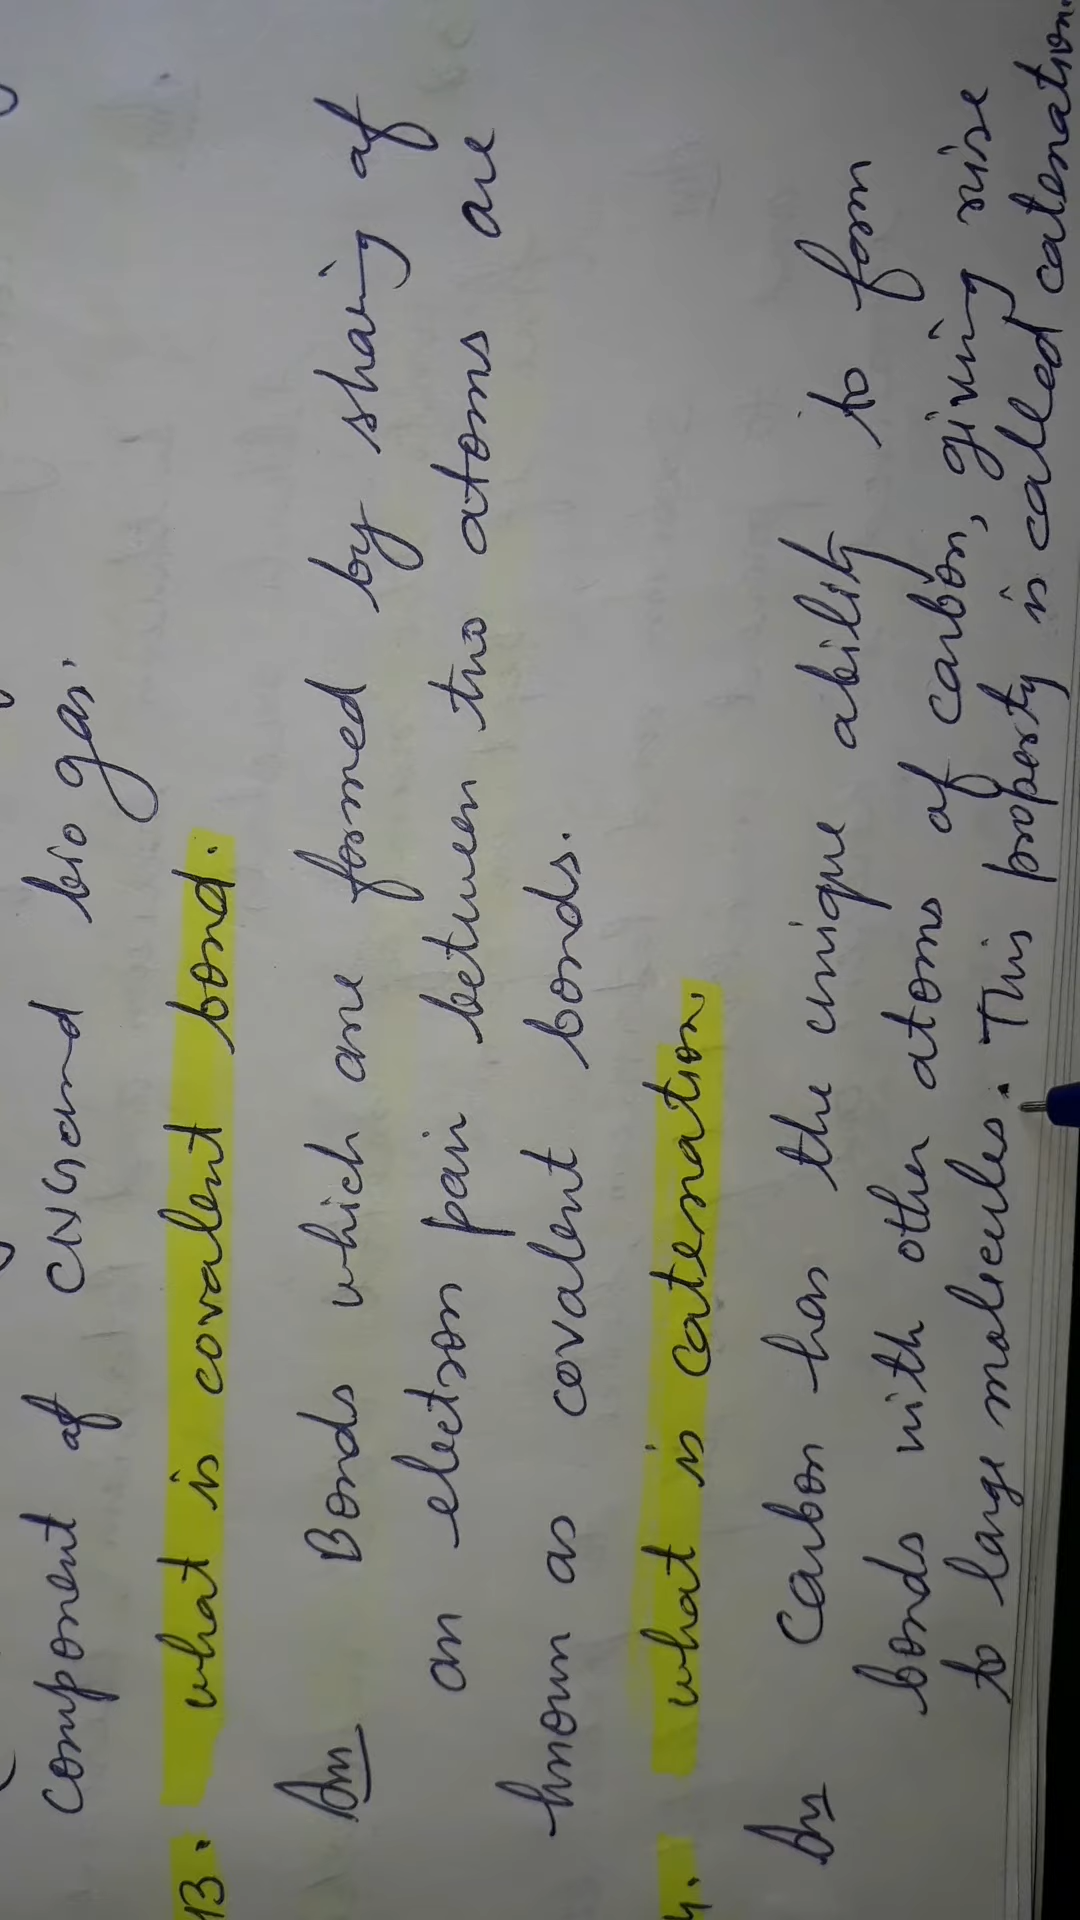 component of CNG and bio gas.
13. what is covalent bond.
Ans Bonds which are formed by sharing of
an electron pair between two atoms are
known as covalent bonds.
4. what is catenation.
Ans Carbon has the unique ability to form
bonds with other atoms of carbon, giving rise
to large moliecules. This property is called catenation.